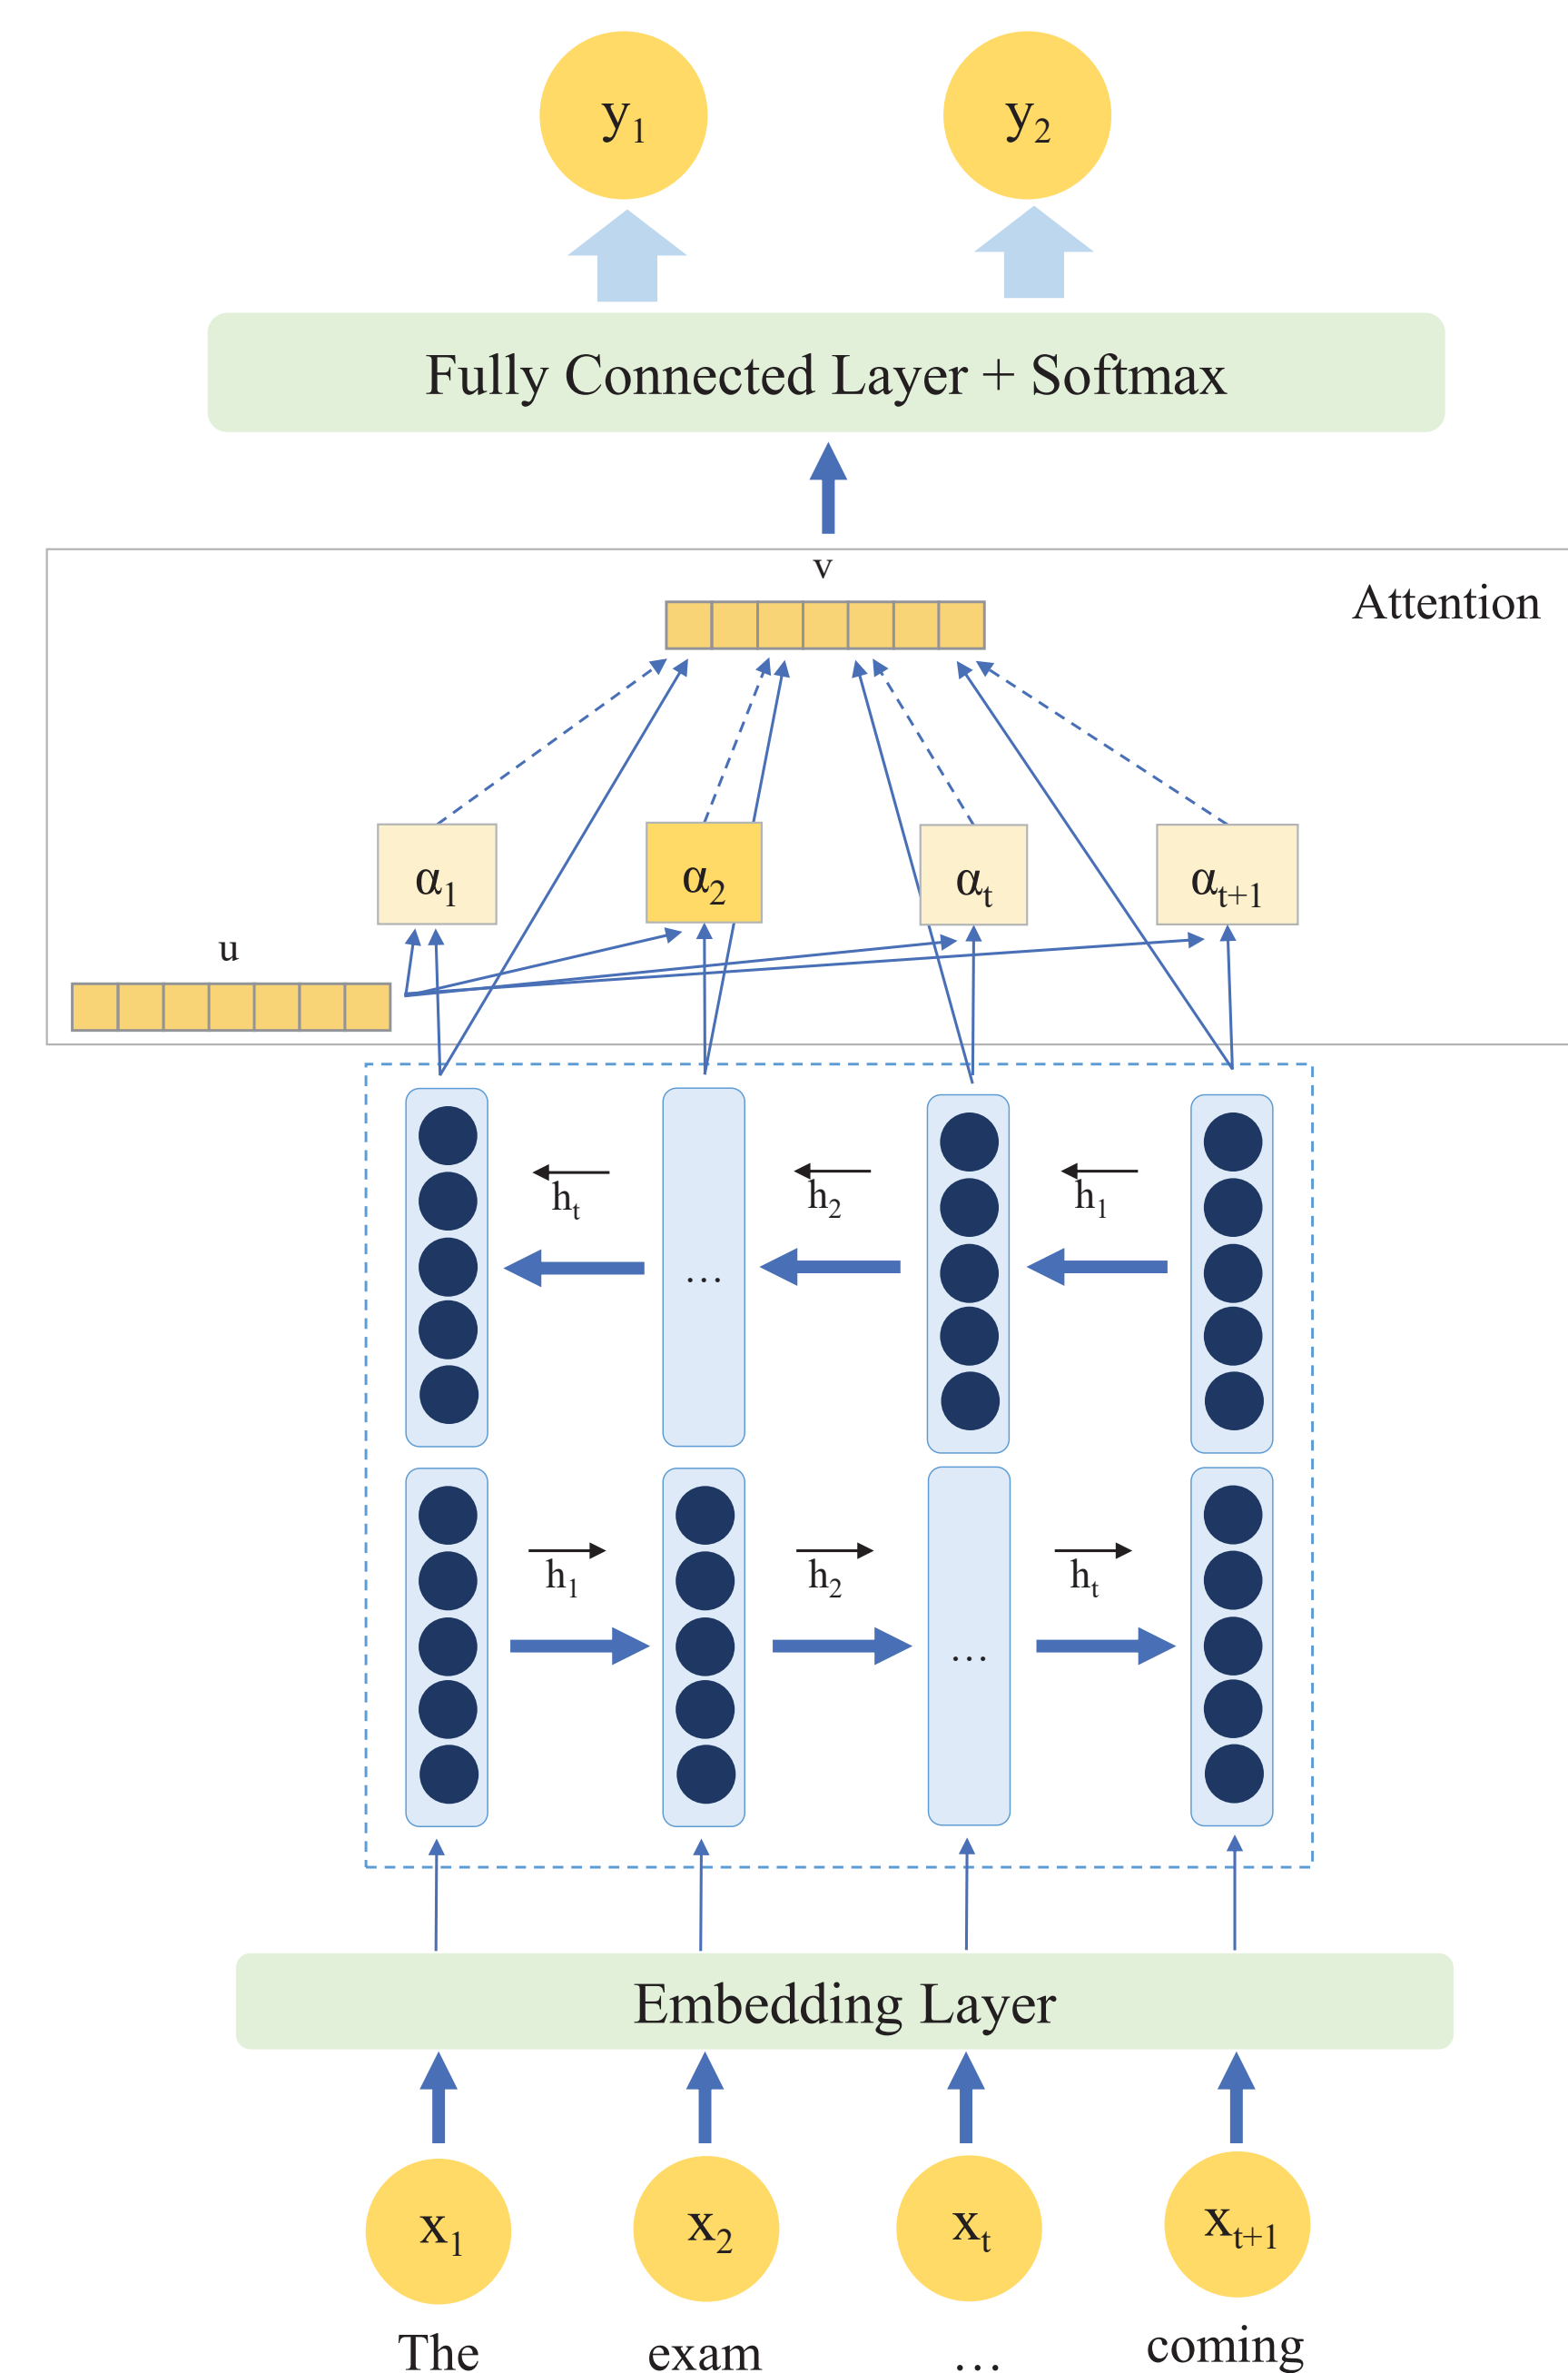 y1 y2
Fully Connected Layer + Softmax
v
Attention
α1 α2 αt αt+1
u
ht h2 h1
...
h1 h2 ht
...
Embedding Layer
x1 x2 xt xt+1
The exam ... coming